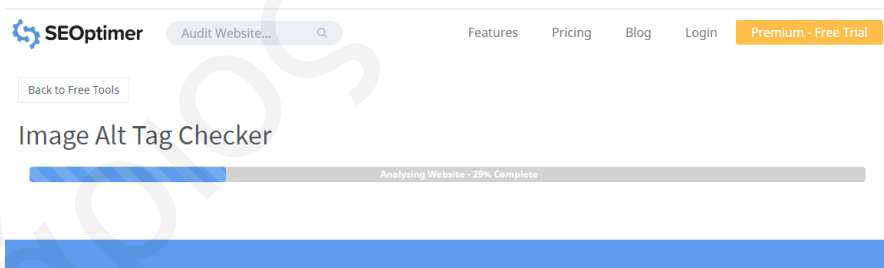 SEOptimer Audit Website... Features Pricing Blog Login Premium - Free Trial
Back to Free Tools
Image Alt Tag Checker
Analyzing Website - 29% Complete